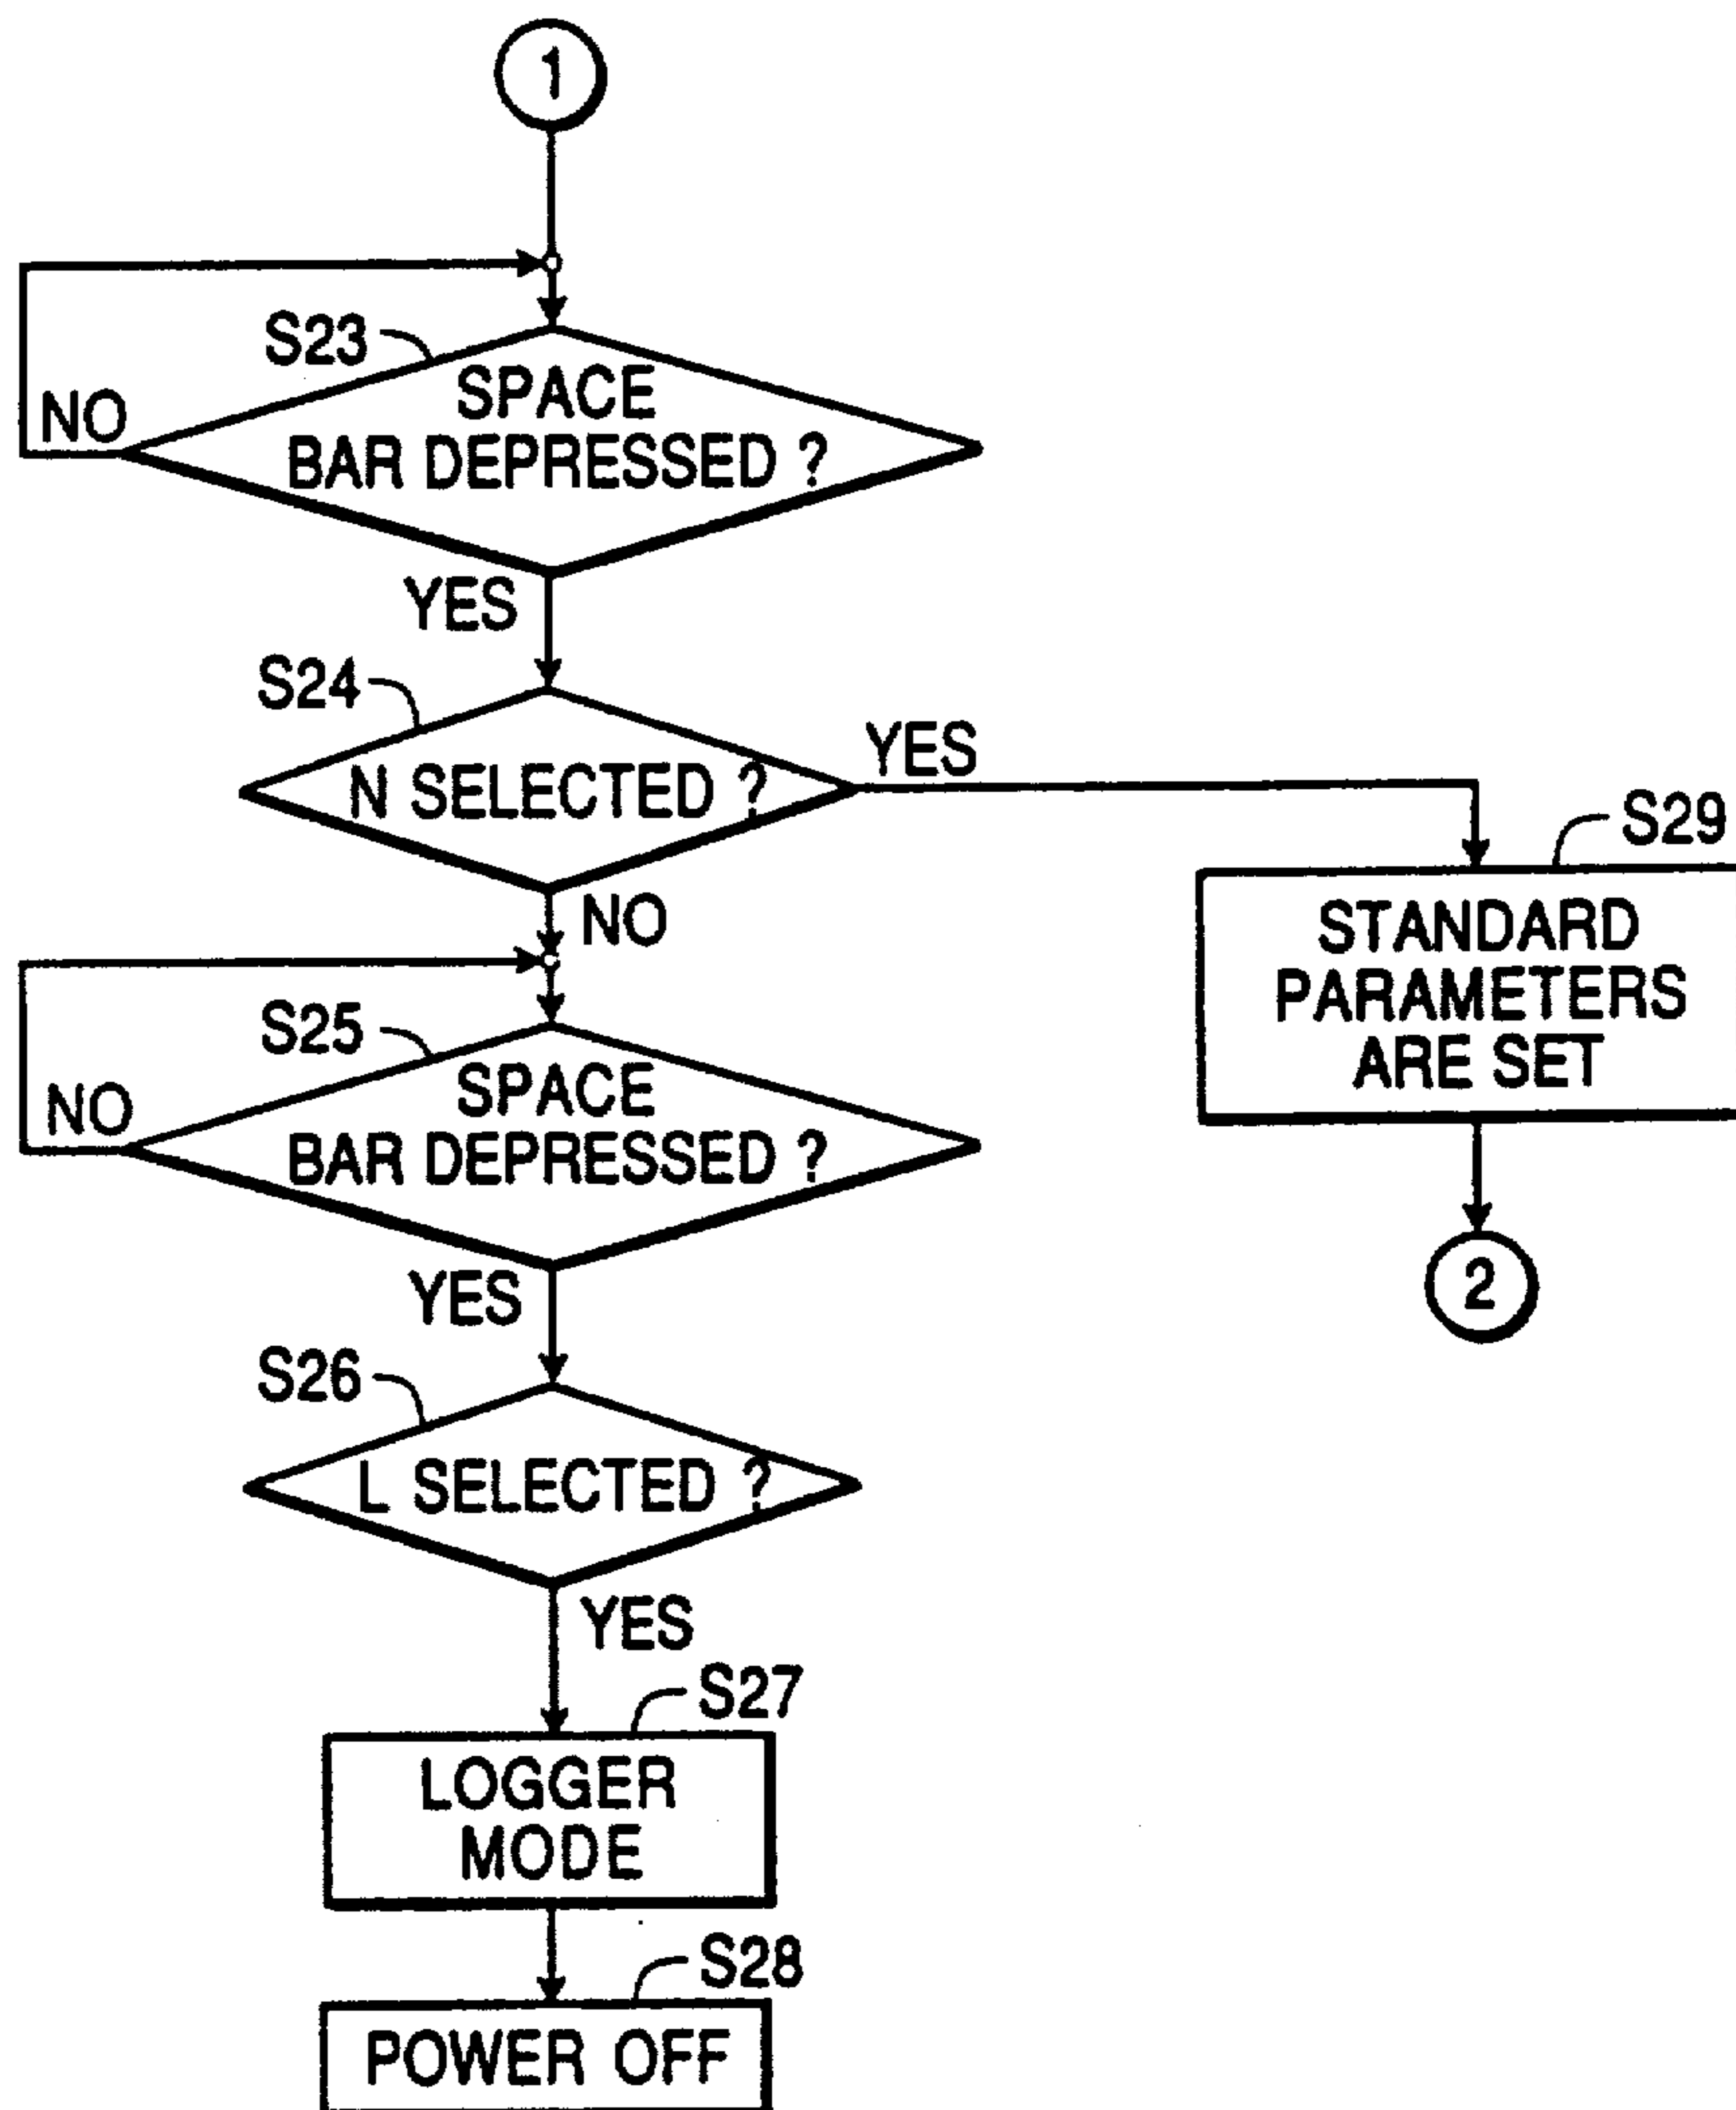 1
S23
SPACE
BAR DEPRESSED ?
NO
YES
S24
N SELECTED ?
YES
NO
S29
STANDARD
PARAMETERS
ARE SET
2
S25
SPACE
BAR DEPRESSED ?
NO
YES
S26
L SELECTED ?
YES
S27
LOGGER
MODE
S28
POWER OFF